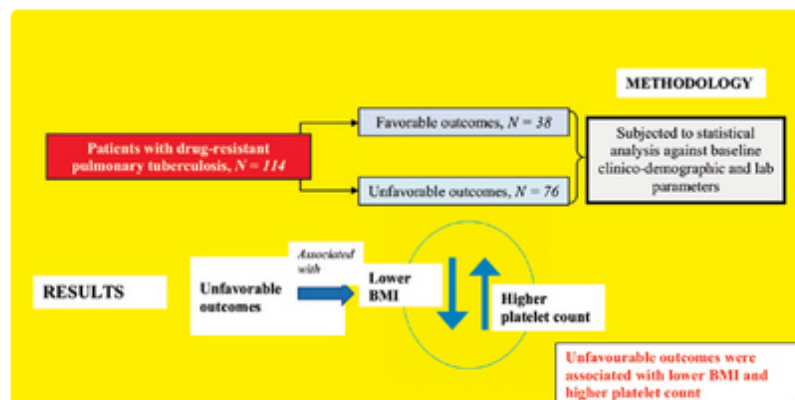 METHODOLOGY
Favorable outcomes, N = 38
Patients with drug-resistant
pulmonary tuberculosis, N = 114
Unfavorable outcomes, N = 76
Subjected to statistical
analysis against baseline
clinico-demographic and lab
parameters
RESULTS
Unfavorable
outcomes
Associated
with
Lower
BMI
Higher
platelet count
Unfavourable outcomes were
associated with lower BMI and
higher platelet count